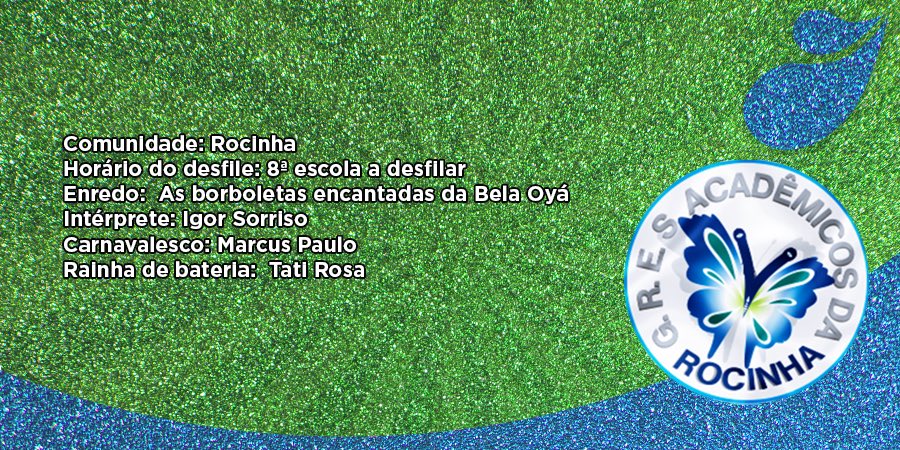 Comunidade: Rocinha
Horário do desfile: 8ª escola a desfilar
Enredo:  As borboletas encantadas da Bela Oyá
Intérprete: Igor Sorriso
Carnavalesco: Marcus Paulo
Rainha de bateria:  Tati Rosa
G. R. E. S. ACADÊMICOS DA
ROCINHA